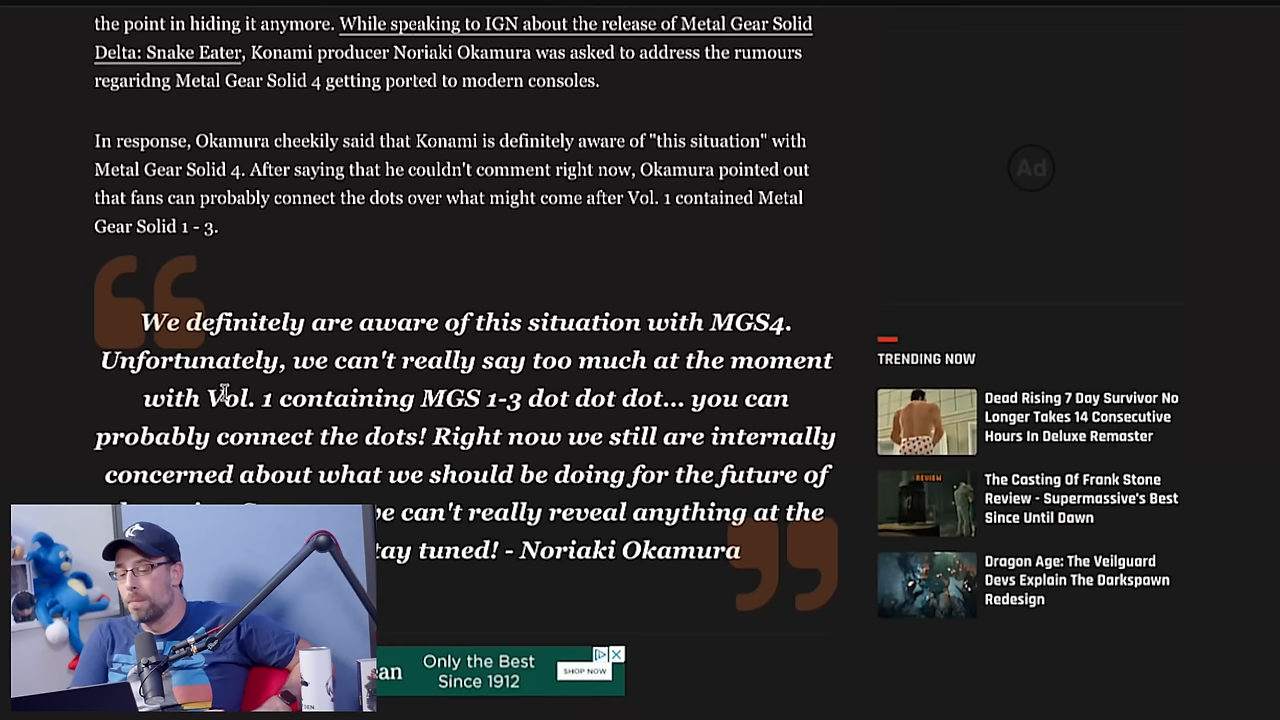 the point in hiding it anymore. While speaking to IGN about the release of Metal Gear Solid
Delta: Snake Eater, Konami producer Noriaki Okamura was asked to address the rumours
regaridng Metal Gear Solid 4 getting ported to modern consoles.
In response, Okamura cheekily said that Konami is definitely aware of "this situation" with
Metal Gear Solid 4. After saying that he couldn't comment right now, Okamura pointed out
that fans can probably connect the dots over what might come after Vol. 1 contained Metal
Gear Solid 1 - 3.
We definitely are aware of this situation with MGS4.
Unfortunately, we can't really say too much at the moment
with Vol. 1 containing MGS 1-3 dot dot dot... you can
probably connect the dots! Right now we still are internally
concerned about what we should be doing for the future of
can't really reveal anything at the
tay tuned! - Noriaki Okamura
Ad
TRENDING NOW
Dead Rising 7 Day Survivor No
Longer Takes 14 Consecutive
Hours In Deluxe Remaster
REVIEW
The Casting Of Frank Stone
Review - Supermassive's Best
Since Until Dawn
Dragon Age: The Veilguard
Devs Explain The Darkspawn
Redesign
an
Only the Best
Since 1912
SHOP NOW